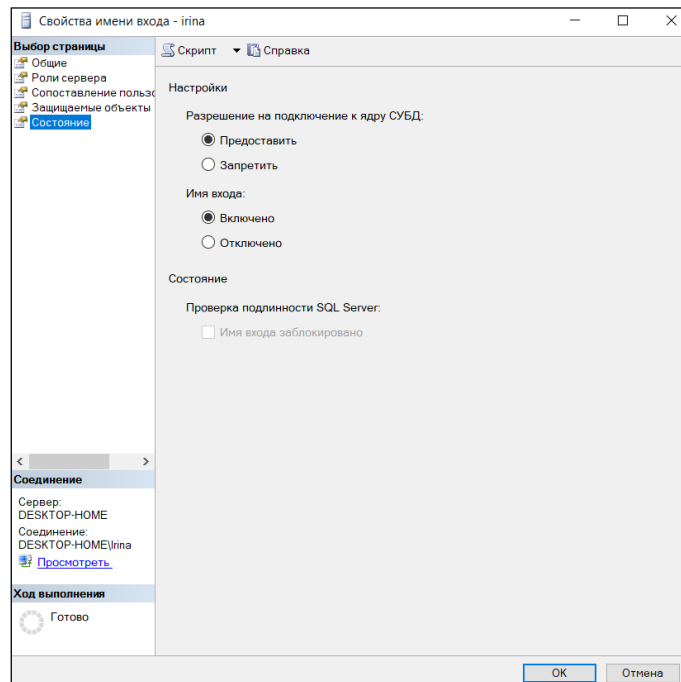 Свойства имени входа - irina
Выбор страницы
Общие
Роли сервера
Сопоставление пользо
Защищаемые объекты
Состояние
Скрипт
Справка
Настройки
Разрешение на подключение к ядру СУБД:
Предоставить
Запретить
Имя входа:
Включено
Отключено
Состояние
Проверка подлинности SQL Server:
Имя входа заблокировано
Соединение
Сервер:
DESKTOP-HOME
Соединение:
DESKTOP-HOME\Irina
Просмотреть
Ход выполнения
Готово
ОК
Отмена